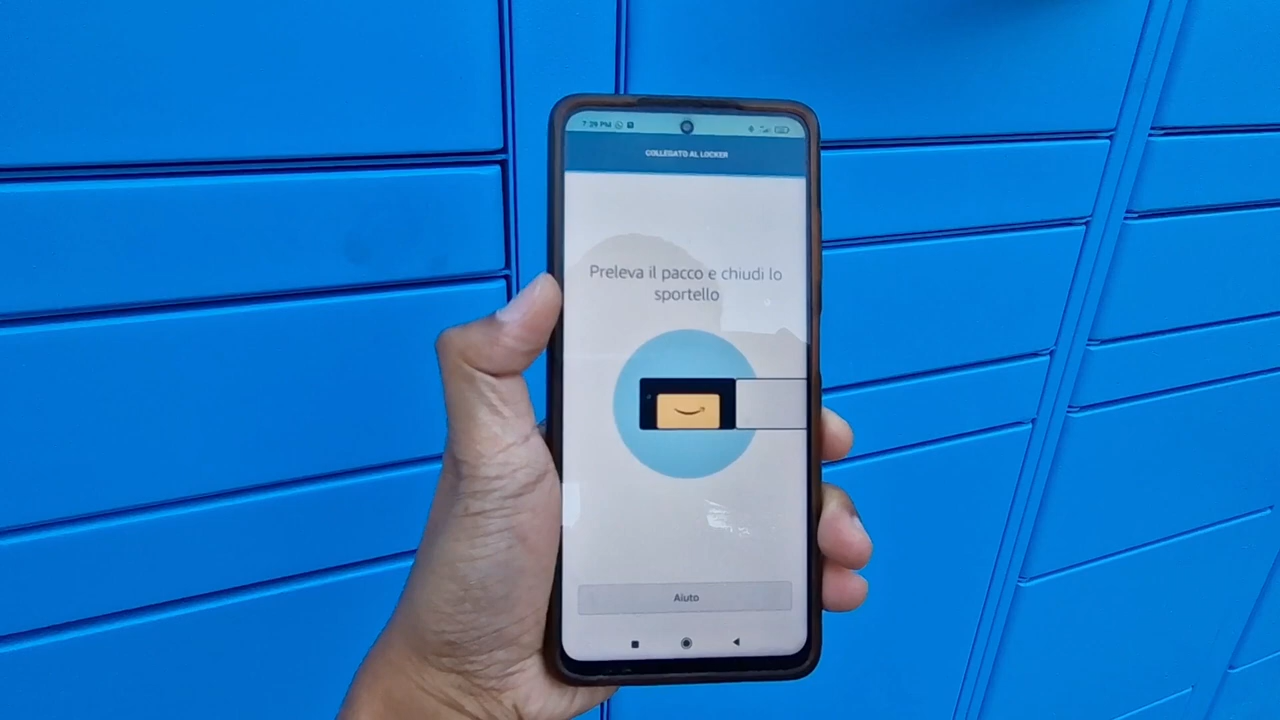 7:29 PM
COLLEGATO AL LOCKER
Preleva il pacco e chiudi lo
sportello
Aiuto